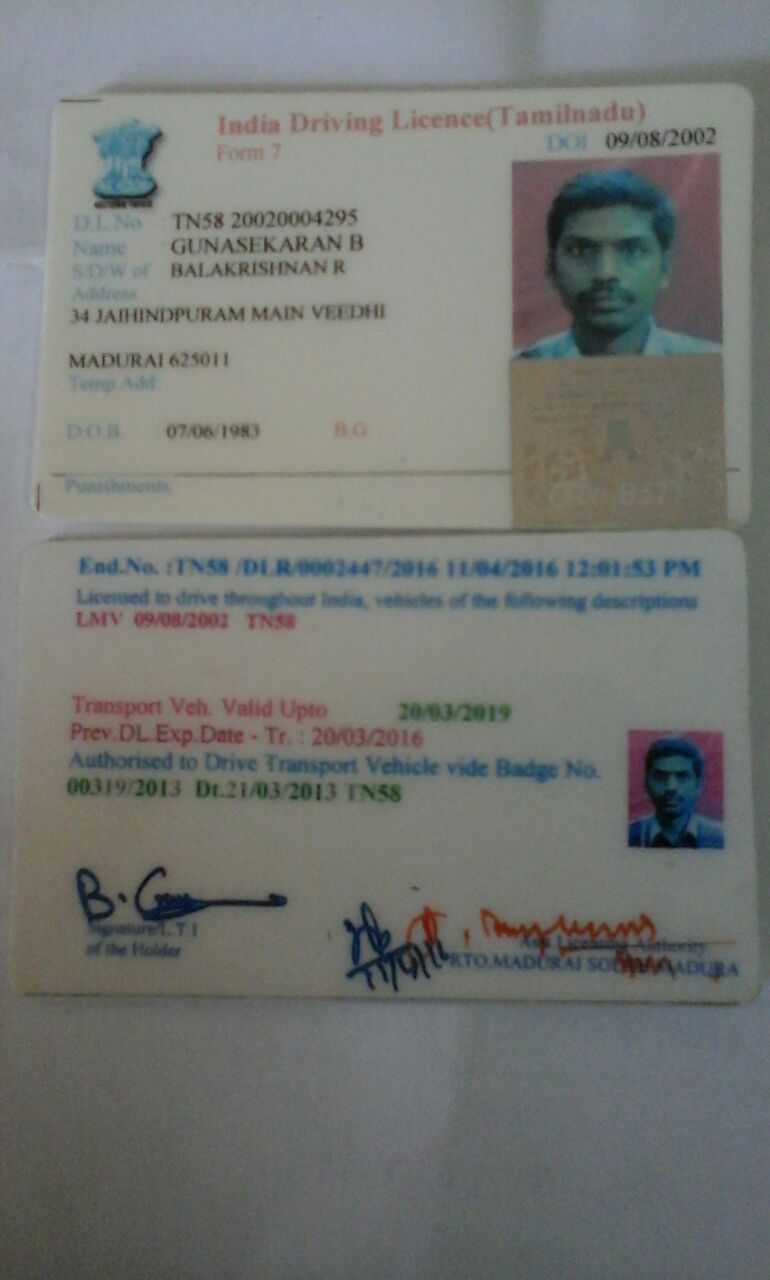 India Driving Licence(Tamilnadu)
Form 7
DOI 09/08/2002
D.L.No TN58 20020004295
Name GUNASEKARAN B
S/D/W of BALAKRISHNAN R
Address
34 JAIHINDPURAM MAIN VEEDHI
MADURAI 625011
Temp.Add
D.O.B. 07/06/1983 B.G. :
Punishments
End.No. :TN58 /DLR/0002447/2016 11/04/2016 12:01:53 PM
Licensed to drive throughout India, vehicles of the following descriptions
LMV 09/08/2002 TN58
Transport Veh. Valid Upto 20/03/2019
Prev.DL.Exp.Date - Tr. : 20/03/2016
Authorised to Drive Transport Vehicle vide Badge No.
00319/2013 Dt.21/03/2013 TN58
Signature/L.T.I
of the Holder
Licensing Authority
RTO.MADURAI